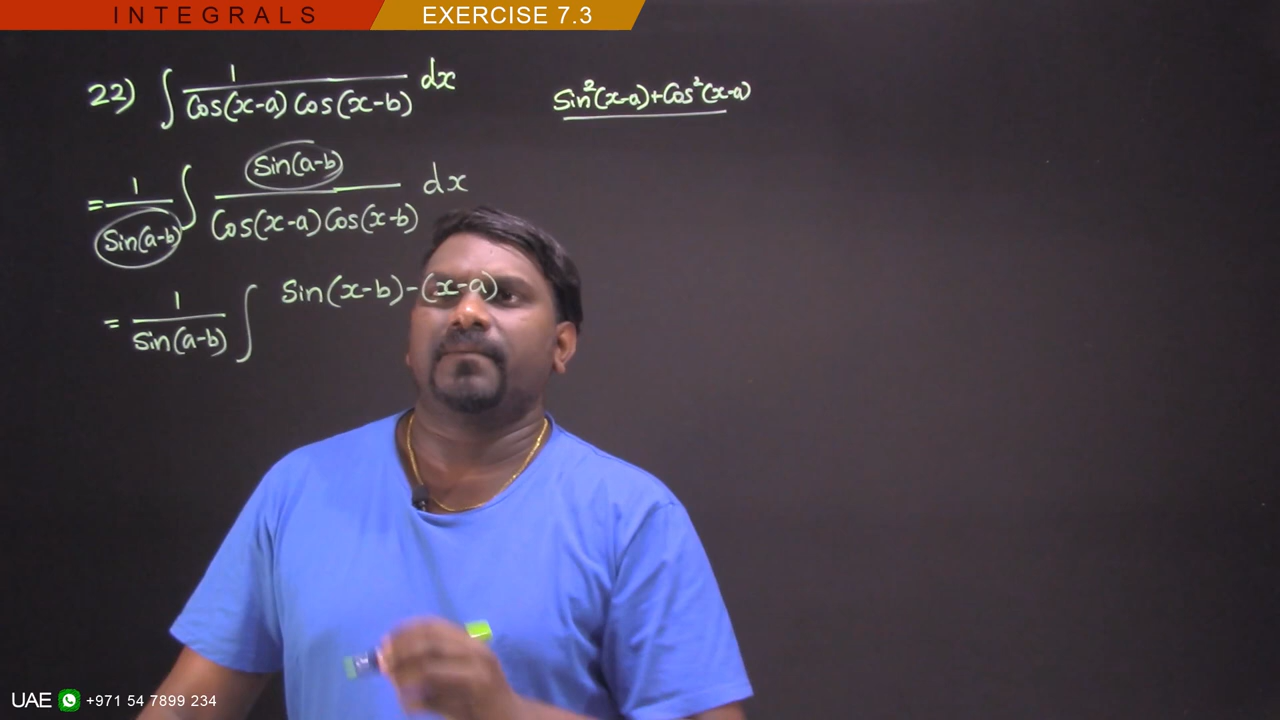 INTEGRALS EXERCISE 7.3
22) ∫ 1/(Cos(x-a) Cos(x-b)) dx
Sin²(x-a)+Cos²(x-a)
= 1/Sin(a-b) ∫ Sin(a-b)/(Cos(x-a) Cos(x-b)) dx
= 1/Sin(a-b) ∫ Sin(x-b)-(x-a)
UAE +971 54 7899 234